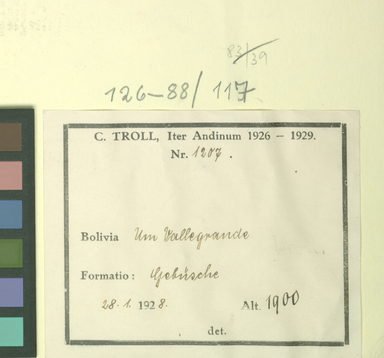 83/39
126-88/117
C. TROLL, Iter Andinum 1926 – 1929.
Nr. 1207.
Bolivia Um Vallegrande
Formatio: Gebüsche
28. 1. 1928. Alt. 1900
det.